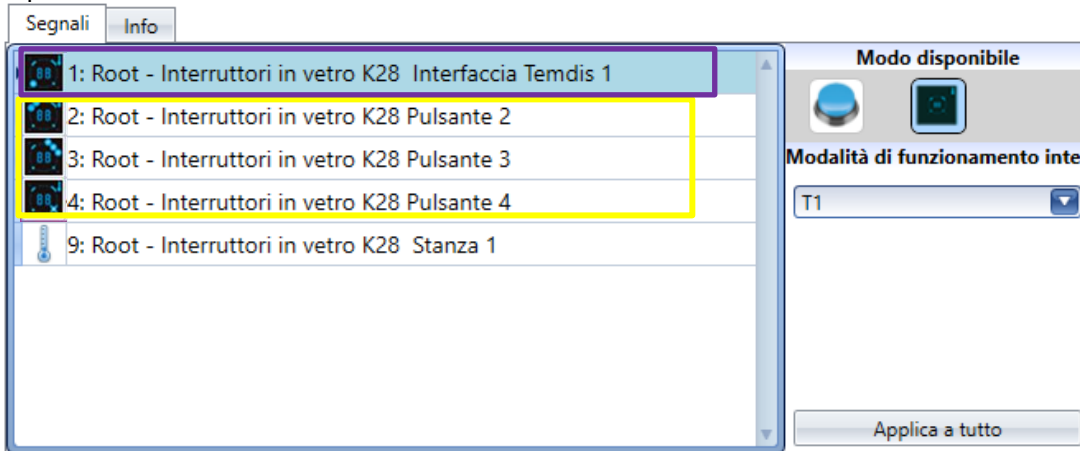 Segnali Info
1: Root - Interruttori in vetro K28 Interfaccia Temdis 1
2: Root - Interruttori in vetro K28 Pulsante 2
3: Root - Interruttori in vetro K28 Pulsante 3
4: Root - Interruttori in vetro K28 Pulsante 4
9: Root - Interruttori in vetro K28 Stanza 1
Modo disponibile
Modalità di funzionamento inte
T1
Applica a tutto